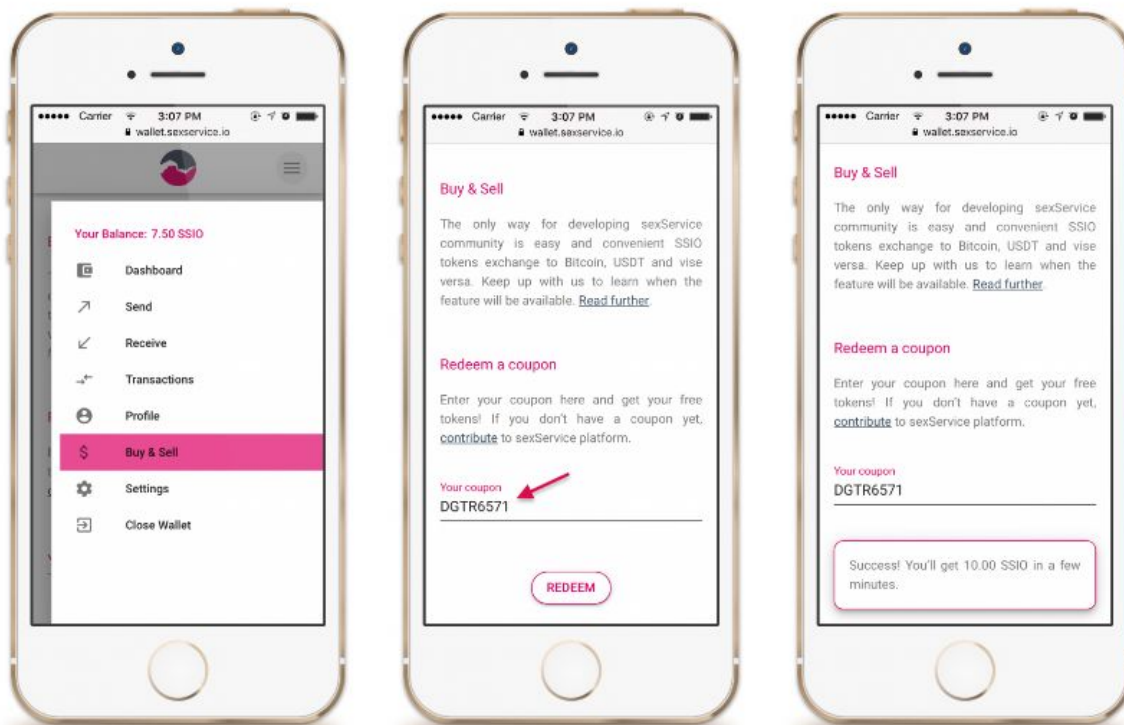 ●●●●● Carrier 3:07 PM
wallet.sexservice.io
Your Balance: 7.50 SSIO
Dashboard
Send
Receive
Transactions
Profile
Buy & Sell
Settings
Close Wallet
●●●●● Carrier 3:07 PM
wallet.sexservice.io
Buy & Sell
The only way for developing sexService
community is easy and convenient SSIO
tokens exchange to Bitcoin, USDT and vise
versa. Keep up with us to learn when the
feature will be available. Read further.
Redeem a coupon
Enter your coupon here and get your free
tokens! If you don't have a coupon yet,
contribute to sexService platform.
Your coupon
DGTR6571
REDEEM
●●●●● Carrier 3:07 PM
wallet.sexservice.io
Buy & Sell
The only way for developing sexService
community is easy and convenient SSIO
tokens exchange to Bitcoin, USDT and vise
versa. Keep up with us to learn when the
feature will be available. Read further.
Redeem a coupon
Enter your coupon here and get your free
tokens! If you don't have a coupon yet,
contribute to sexService platform.
Your coupon
DGTR6571
Success! You'll get 10.00 SSIO in a few
minutes.